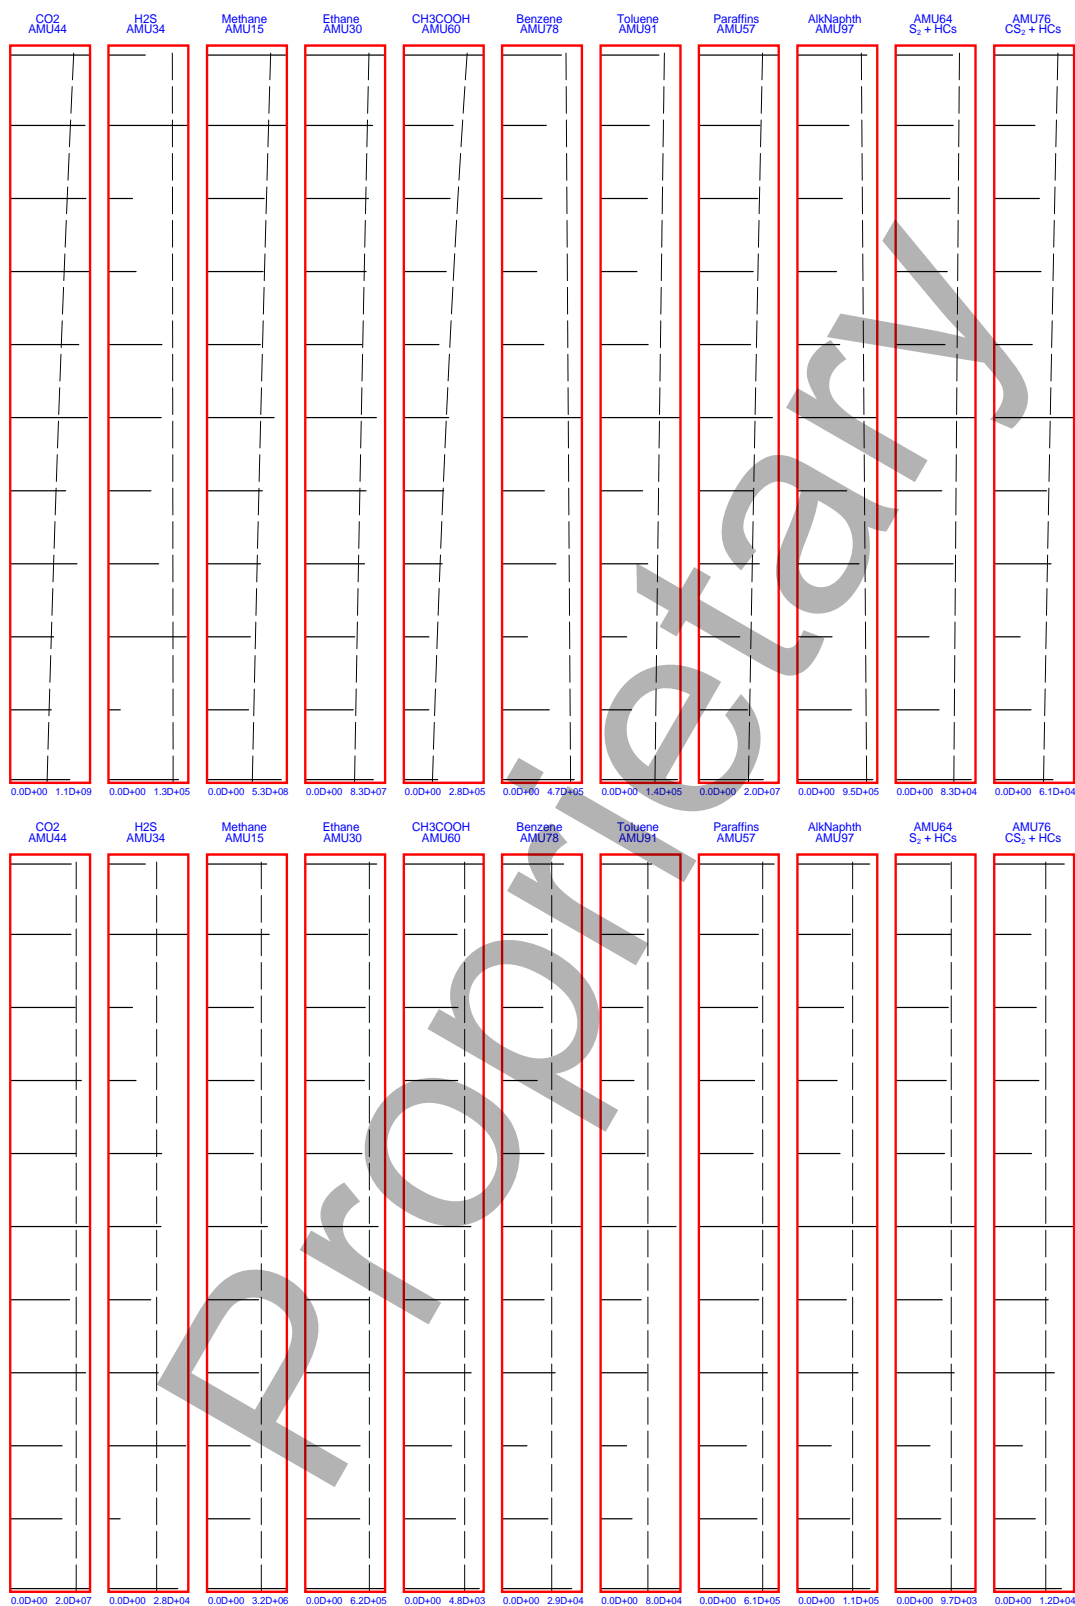 CO2 H2S Methane Ethane CH3COOH Benzene Toluene Paraffins AlkNaphth AMU64 AMU76
AMU44 AMU34 AMU15 AMU30 AMU60 AMU78 AMU91 AMU57 AMU97 S₂ + HCs CS₂ + HCs
0.0D+00 1.1D+09 0.0D+00 1.3D+05 0.0D+00 5.3D+08 0.0D+00 8.3D+07 0.0D+00 2.8D+05 0.0D+00 4.7D+05 0.0D+00 1.4D+05 0.0D+00 2.0D+07 0.0D+00 9.5D+05 0.0D+00 8.3D+04 0.0D+00 6.1D+04
CO2 H2S Methane Ethane CH3COOH Benzene Toluene Paraffins AlkNaphth AMU64 AMU76
AMU44 AMU34 AMU15 AMU30 AMU60 AMU78 AMU91 AMU57 AMU97 S₂ + HCs CS₂ + HCs
0.0D+00 2.0D+07 0.0D+00 2.8D+04 0.0D+00 3.2D+06 0.0D+00 6.2D+05 0.0D+00 4.8D+03 0.0D+00 2.9D+04 0.0D+00 8.0D+04 0.0D+00 6.1D+05 0.0D+00 1.1D+05 0.0D+00 9.7D+03 0.0D+00 1.2D+04
Proprietary